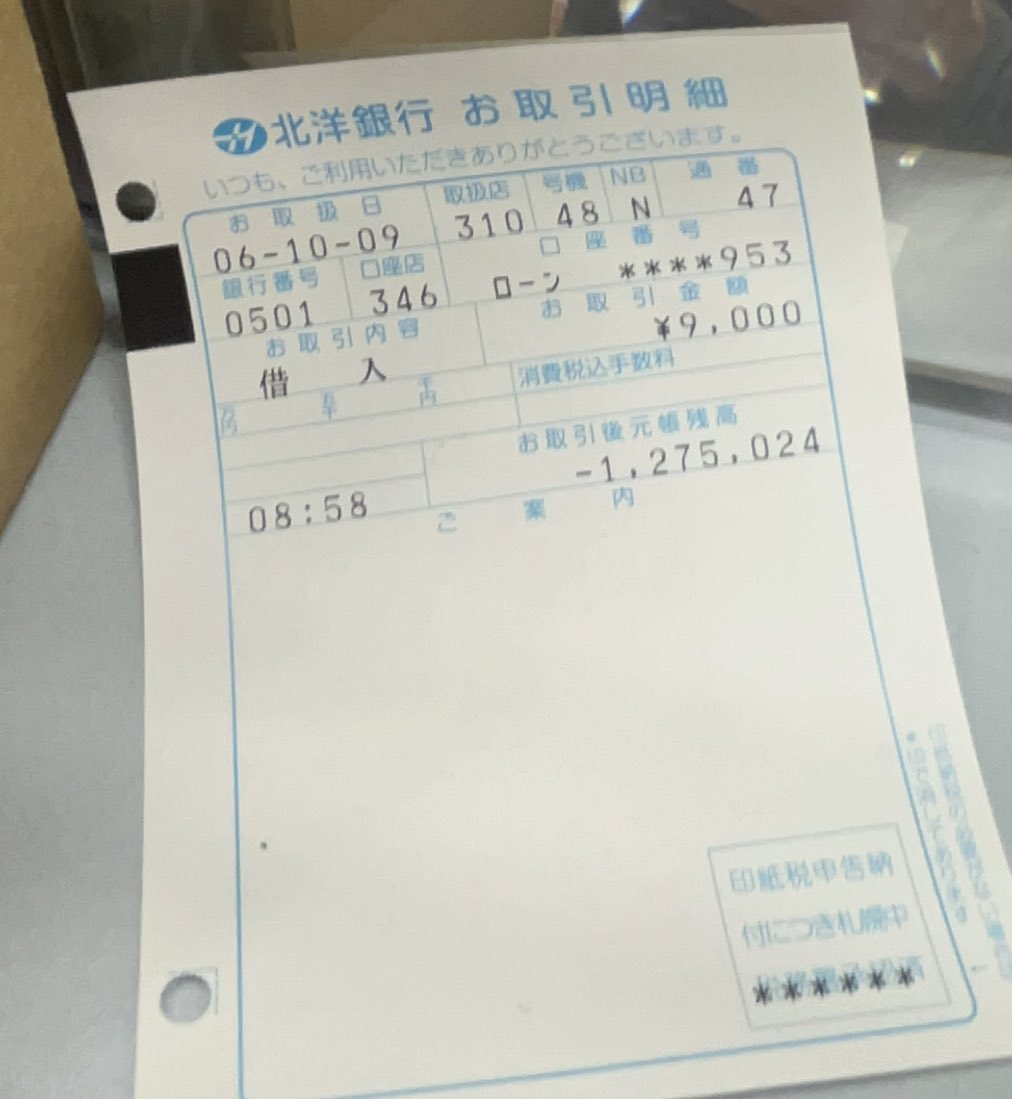 北洋銀行 お取引明細
いつも、ご利用いただきありがとうございます。
お取扱日 取扱店 号機 NB 通番
06-10-09 310 48 N 47
銀行番号 口座店 口座番号
0501 346 ローン ****953
お取引内容 お取引金額
借入 ¥9,000
消費税込手数料
お取引後元帳残高
-1,275,024
08:58
ご案内
印紙税申告納
付につき札幌中
******